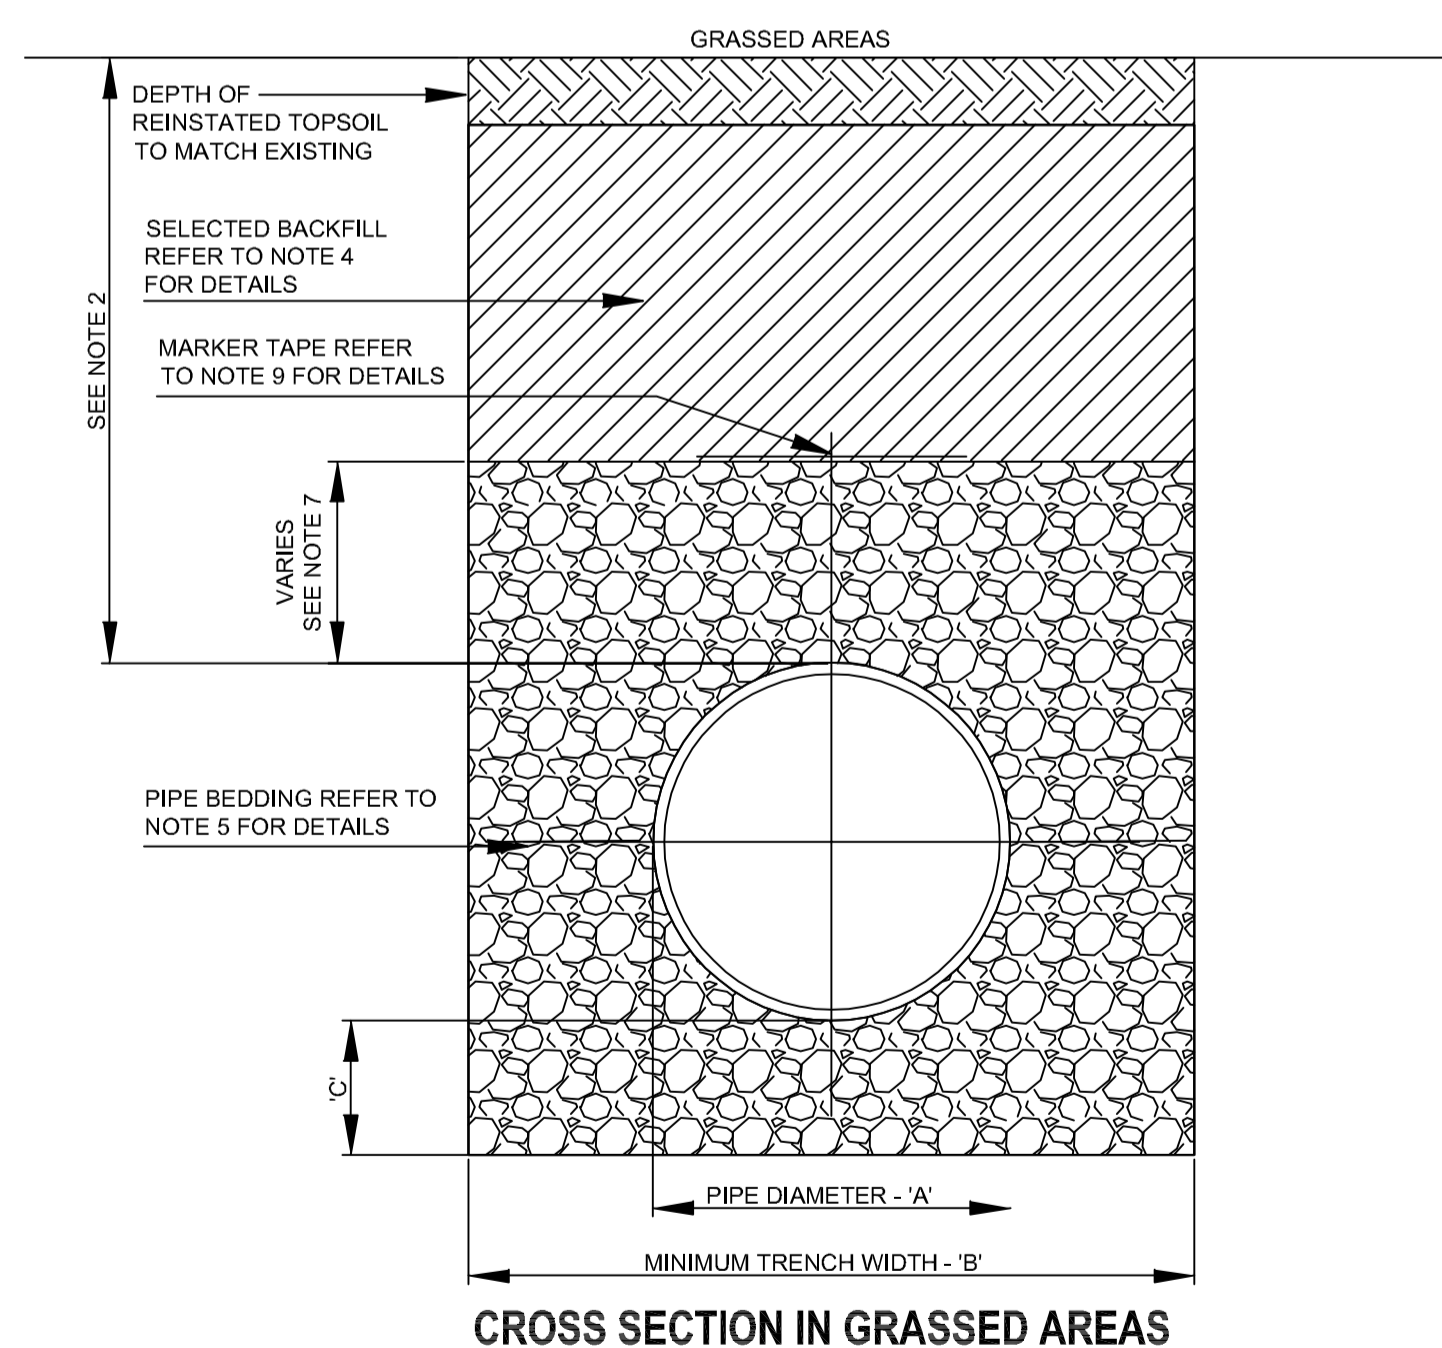 GRASSED AREAS
DEPTH OF
REINSTATED TOPSOIL
TO MATCH EXISTING
SELECTED BACKFILL
REFER TO NOTE 4
FOR DETAILS
SEE NOTE 2
MARKER TAPE REFER
TO NOTE 9 FOR DETAILS
VARIES
SEE NOTE 7
PIPE BEDDING REFER TO
NOTE 5 FOR DETAILS
'C'
PIPE DIAMETER - 'A'
MINIMUM TRENCH WIDTH - 'B'
CROSS SECTION IN GRASSED AREAS